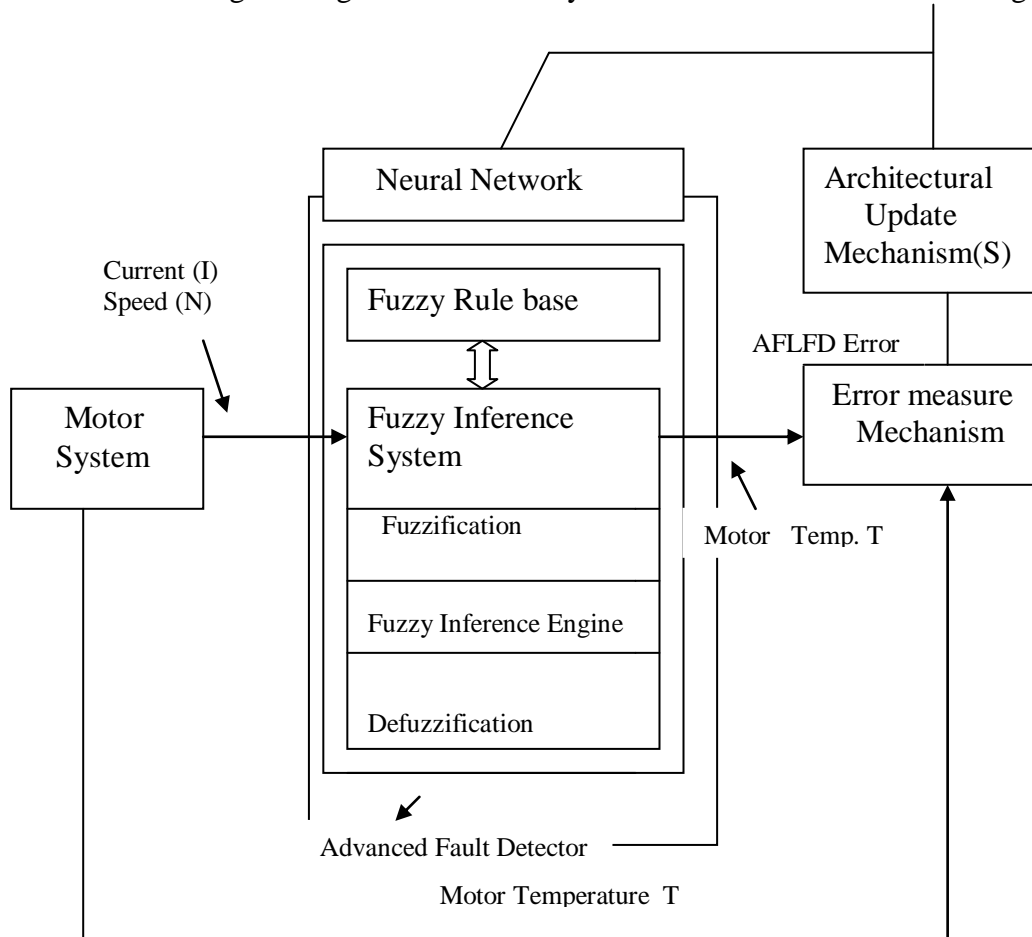 Neural Network
Architectural
Update
Mechanism(S)
Current (I)
Speed (N)
Fuzzy Rule base
AFLFD Error
Motor
System
Fuzzy Inference
System
Error measure
Mechanism
Fuzzification
Motor Temp. T
Fuzzy Inference Engine
Defuzzification
Advanced Fault Detector
Motor Temperature T